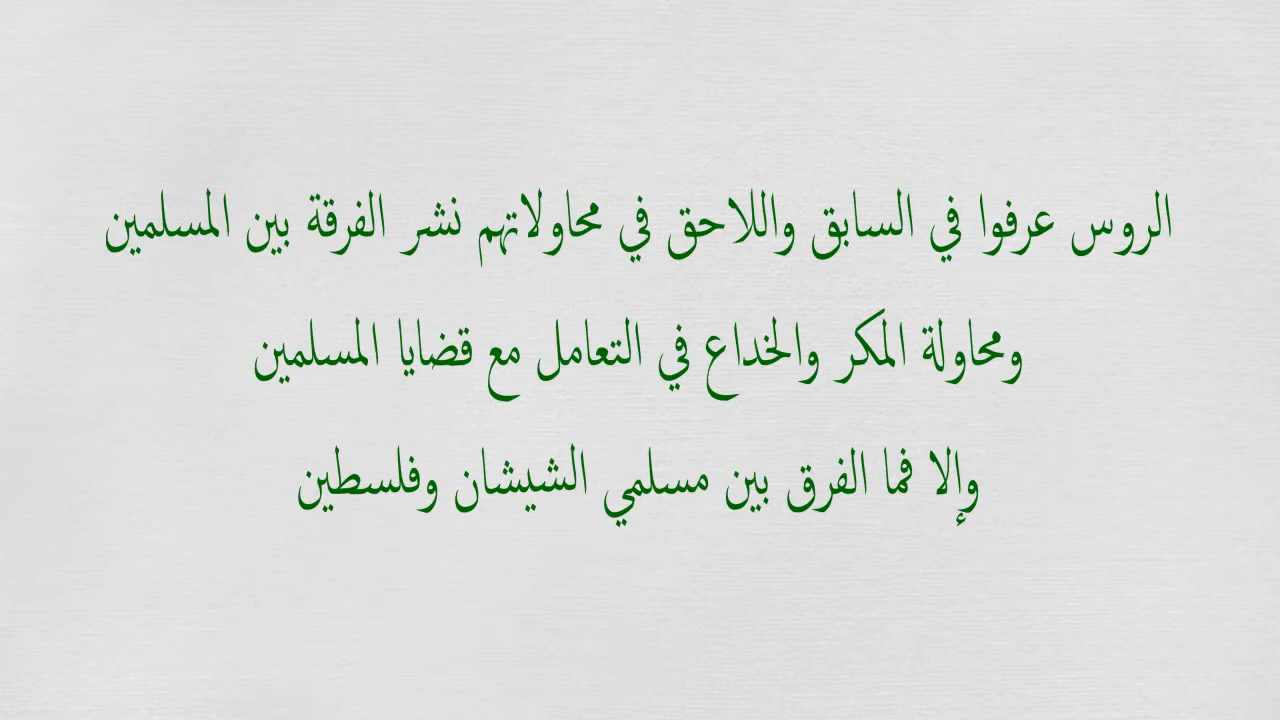 الروس عرفوا في السابق واللاحق في محاولاتهم نشر الفرقة بين المسلمين
ومحاولة المكر والخداع في التعامل مع قضايا المسلمين
وإلا فما الفرق بين مسلمي الشيشان وفلسطين